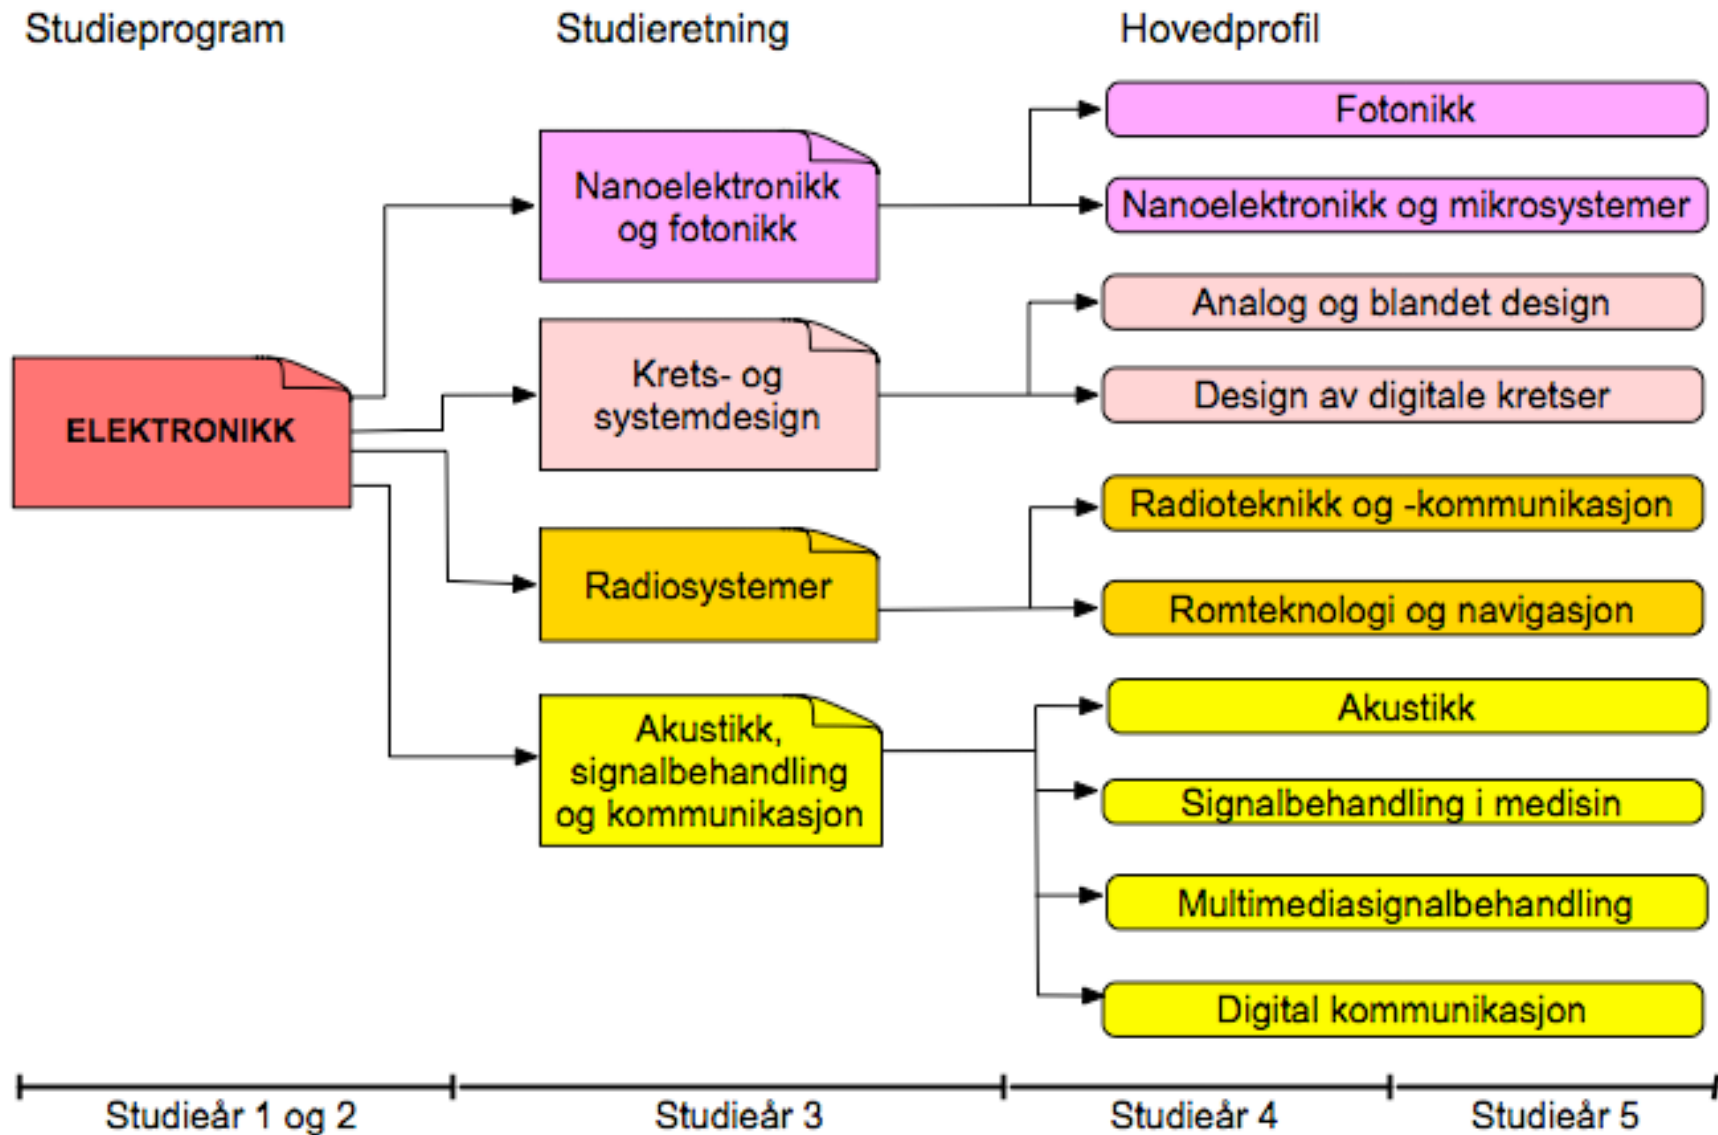 Studieprogram
Studieretning
Hovedprofil
ELEKTRONIKK
Nanoelektronikk
og fotonikk
Krets- og
systemdesign
Radiosystemer
Akustikk,
signalbehandling
og kommunikasjon
Fotonikk
Nanoelektronikk og mikrosystemer
Analog og blandet design
Design av digitale kretser
Radioteknikk og -kommunikasjon
Romteknologi og navigasjon
Akustikk
Signalbehandling i medisin
Multimediasignalbehandling
Digital kommunikasjon
Studieår 1 og 2
Studieår 3
Studieår 4
Studieår 5